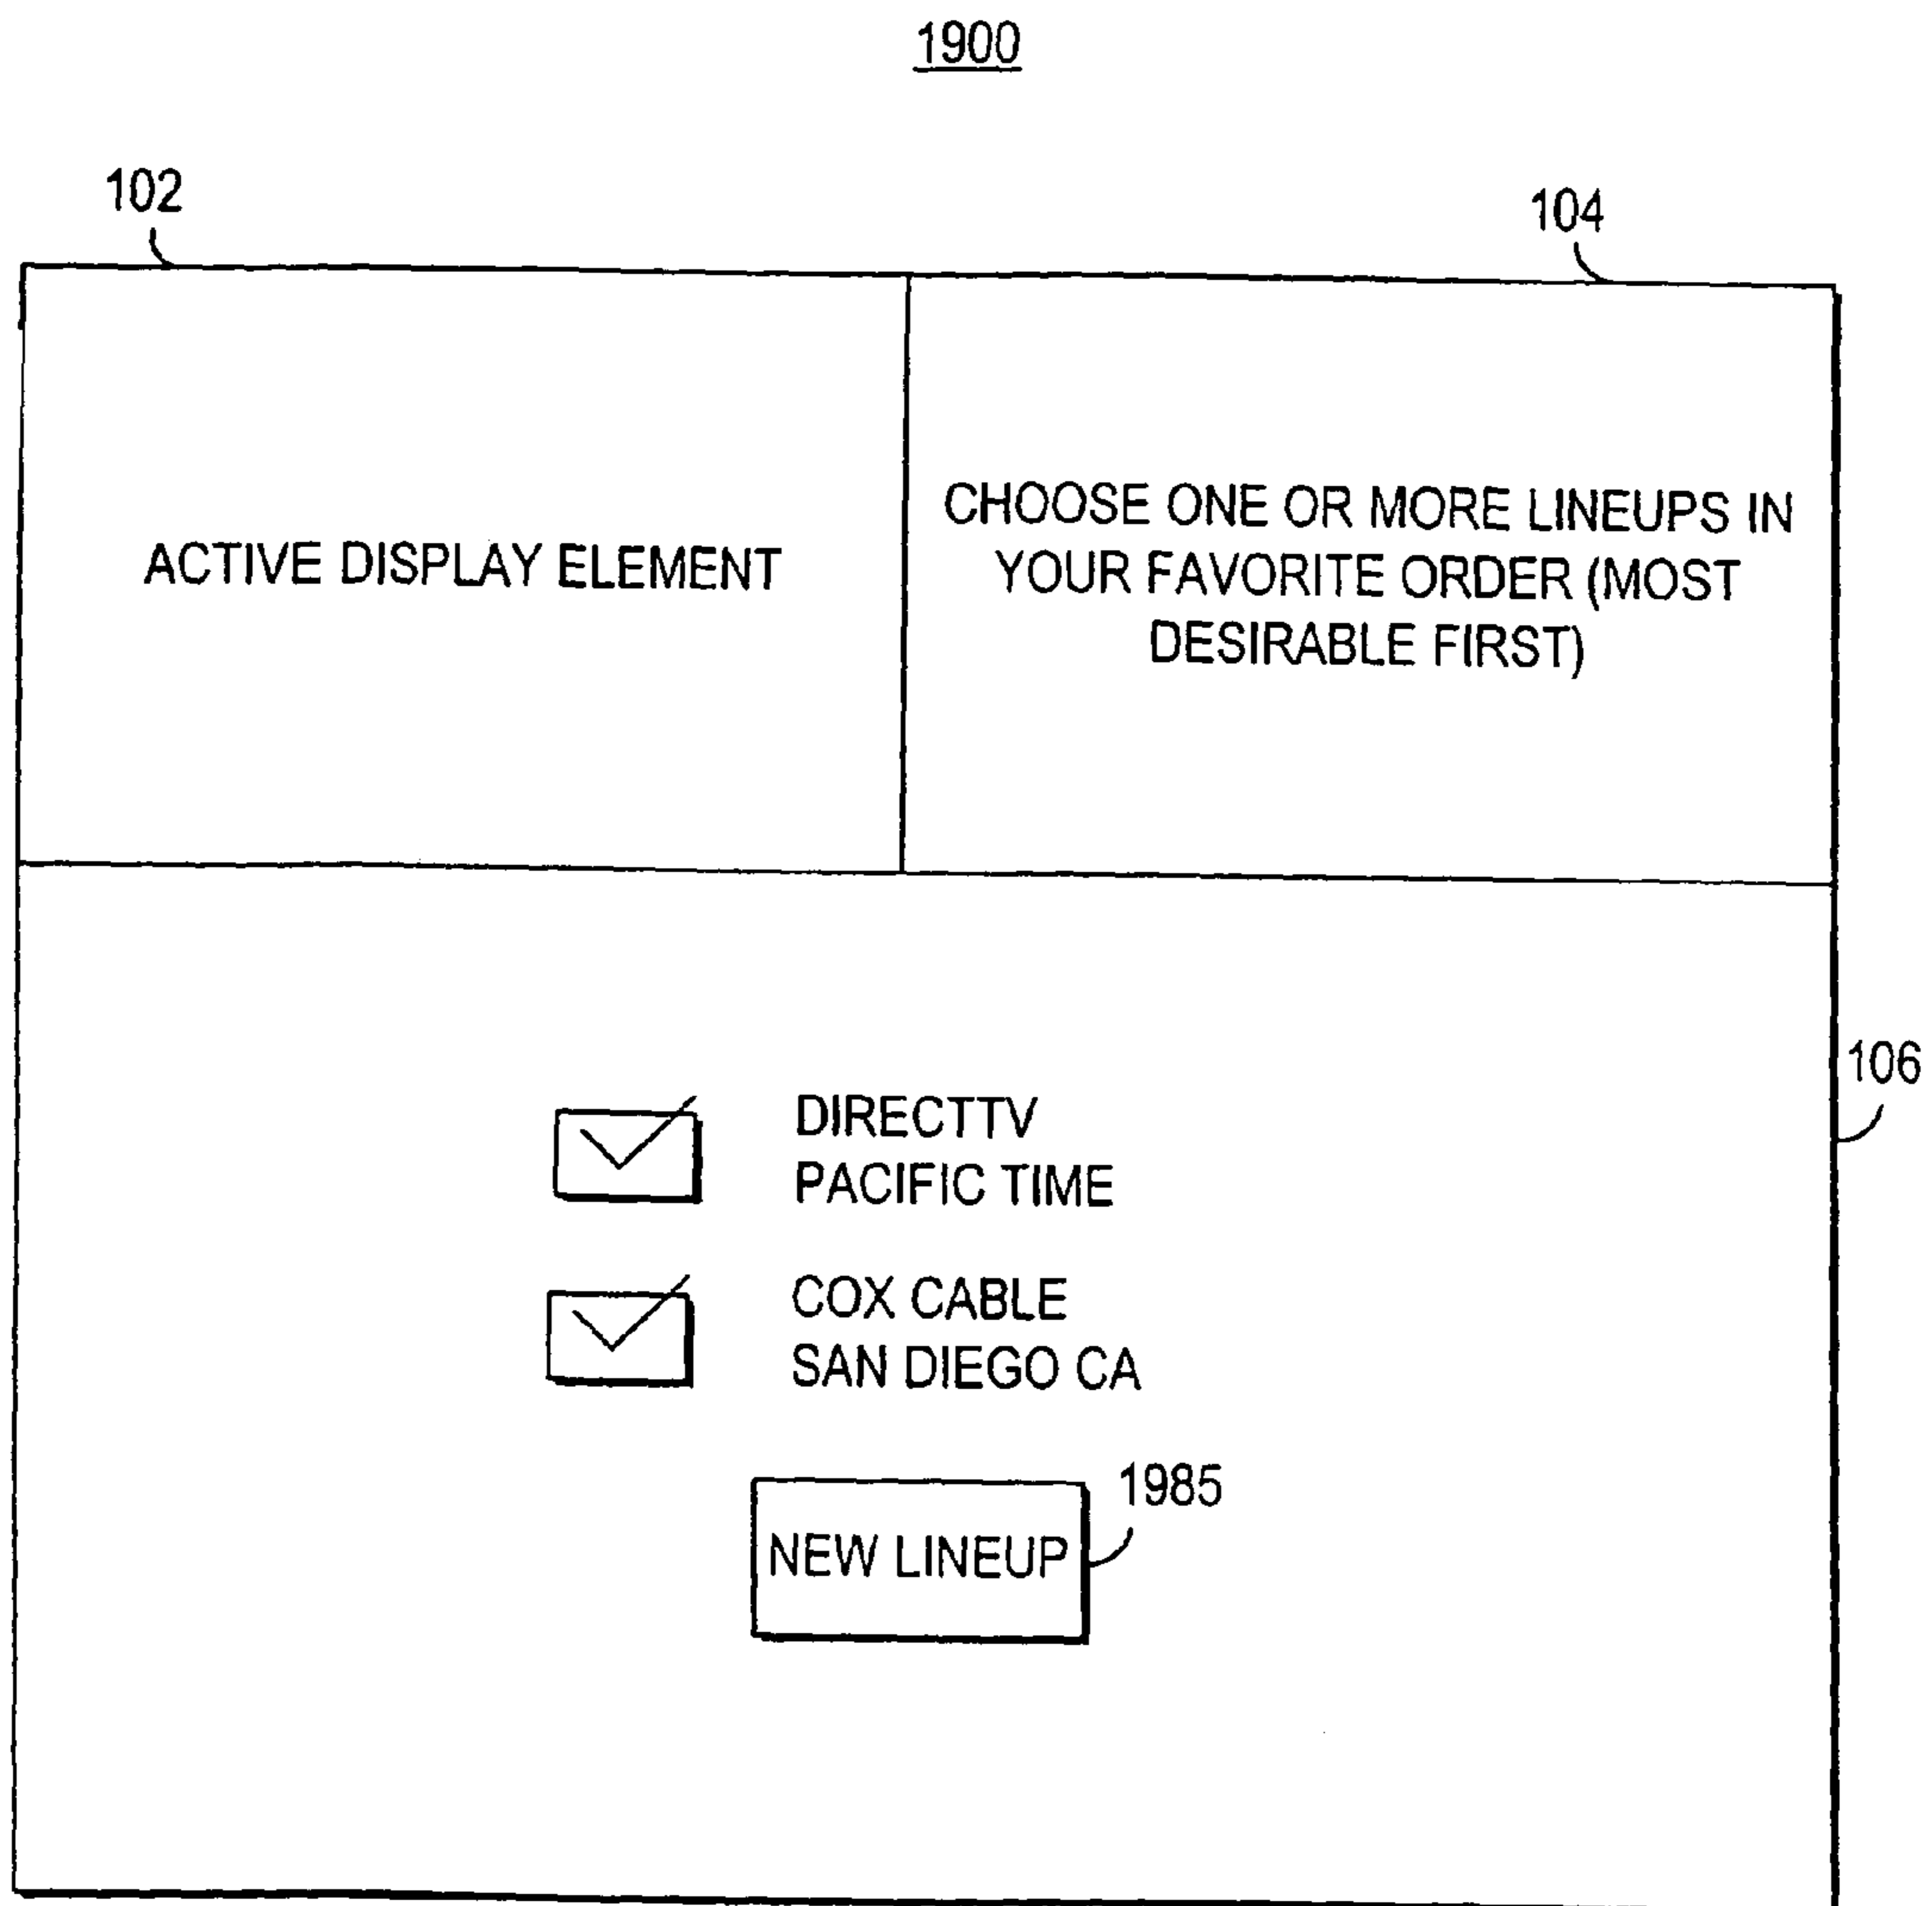 1900
102
104
ACTIVE DISPLAY ELEMENT
CHOOSE ONE OR MORE LINEUPS IN
YOUR FAVORITE ORDER (MOST
DESIRABLE FIRST)
106
DIRECTTV
PACIFIC TIME
COX CABLE
SAN DIEGO CA
1985
NEW LINEUP